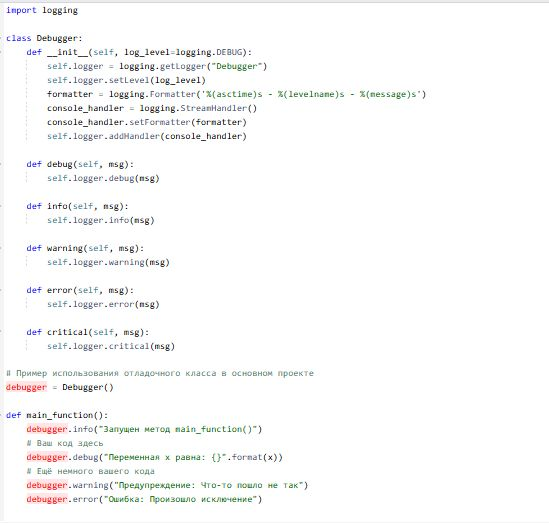 import logging

class Debugger:
    def __init__(self, log_level=logging.DEBUG):
        self.logger = logging.getLogger("Debugger")
        self.logger.setLevel(log_level)
        formatter = logging.Formatter('%(asctime)s - %(levelname)s - %(message)s')
        console_handler = logging.StreamHandler()
        console_handler.setFormatter(formatter)
        self.logger.addHandler(console_handler)

    def debug(self, msg):
        self.logger.debug(msg)

    def info(self, msg):
        self.logger.info(msg)

    def warning(self, msg):
        self.logger.warning(msg)

    def error(self, msg):
        self.logger.error(msg)

    def critical(self, msg):
        self.logger.critical(msg)

# Пример использования отладочного класса в основном проекте
debugger = Debugger()

def main_function():
    debugger.info("Запущен метод main_function()")
    # Ваш код здесь
    debugger.debug("Переменная x равна: {}".format(x))
    # Ещё немного вашего кода
    debugger.warning("Предупреждение: Что-то пошло не так")
    debugger.error("Ошибка: Произошло исключение")